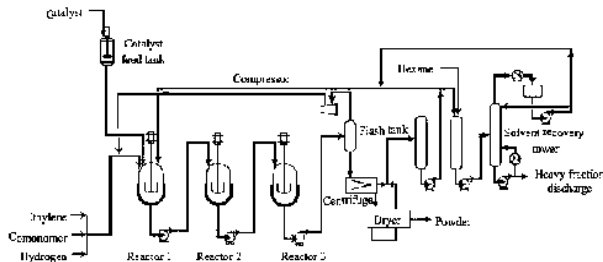 Catalyst
Catalyst
feed tank
Compressor
Hexane
Flash tank
Solvent recovery
tower
Centrifuge
Heavy fraction
discharge
Dryer
Powder
Ethylene
Comonomer
Hydrogen
Reactor 1
Reactor 2
Reactor 3